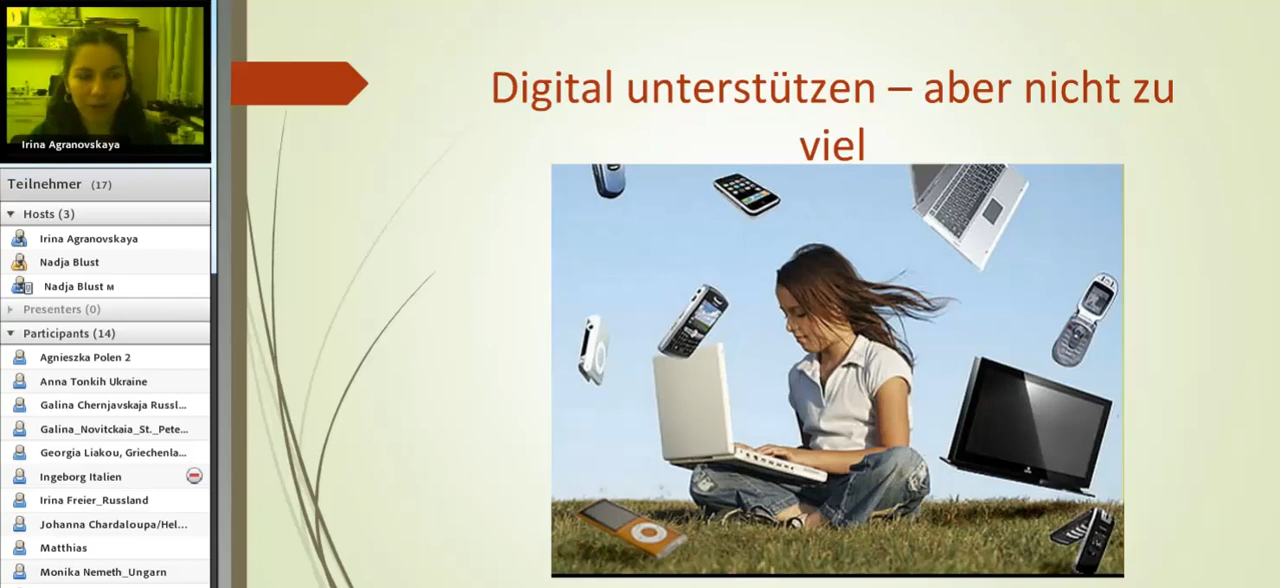 Irina Agranovskaya
Teilnehmer (17)
Hosts (3)
Irina Agranovskaya
Nadja Blust
Nadja Blust м
Presenters (0)
Participants (14)
Agnieszka Polen 2
Anna Tonkih Ukraine
Galina Chernjavskaja Russl...
Galina_Novitckaia_St._Pete...
Georgia Liakou, Griechenla...
Ingeborg Italien
Irina Freier_Russland
Johanna Chardaloupa/Hel...
Matthias
Monika Nemeth_Ungarn
Digital unterstützen – aber nicht zu
viel